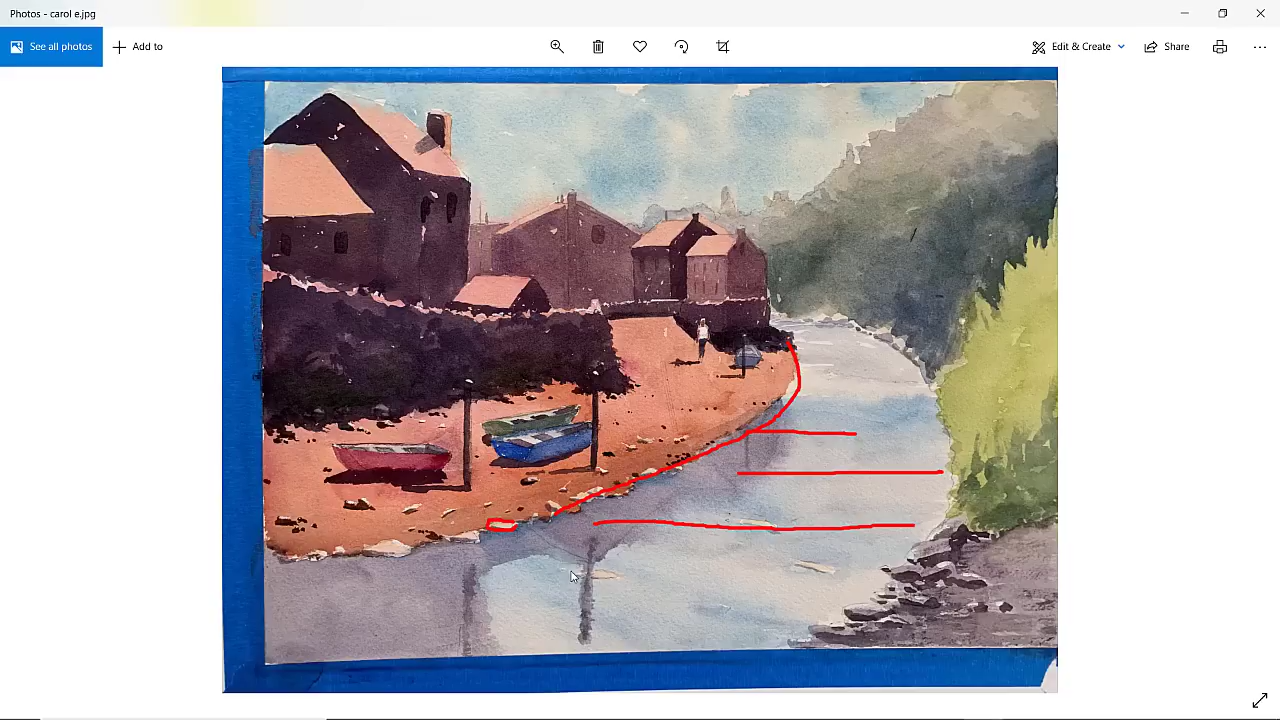 Photos - carol e.jpg
See all photos
Add to
Edit & Create
Share